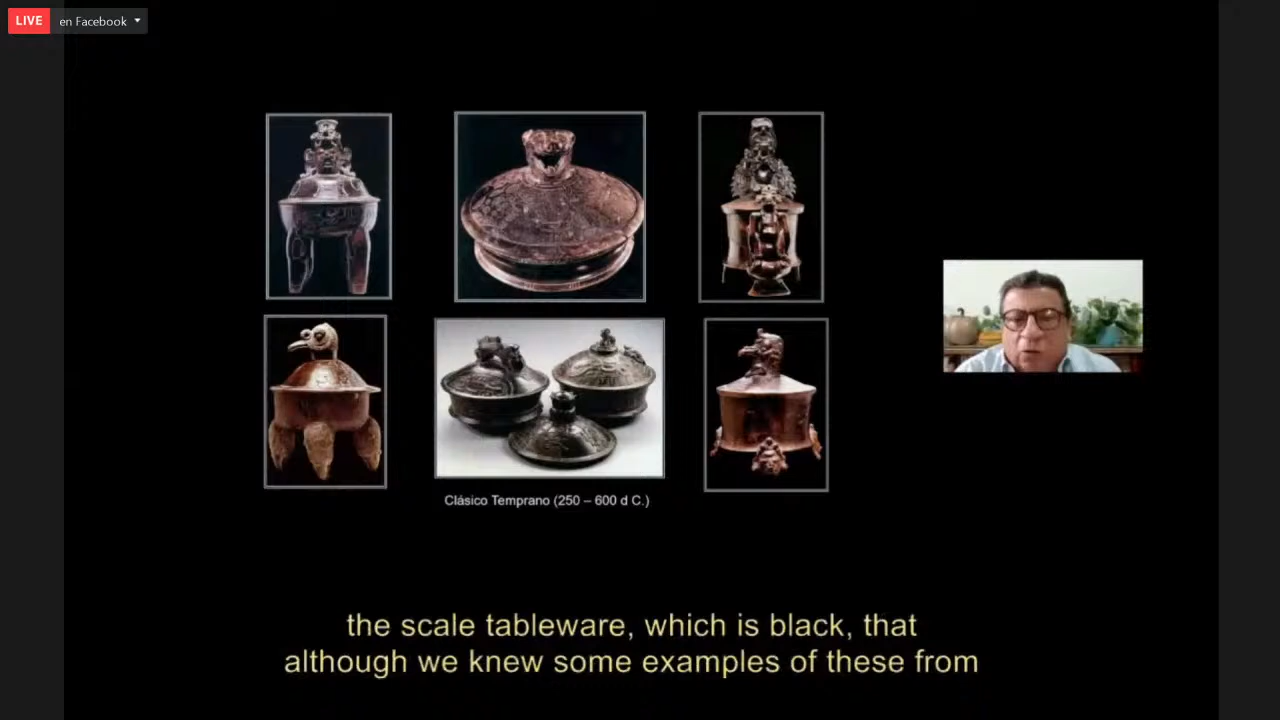 LIVE en Facebook
Clásico Temprano (250 – 600 d C.)
the scale tableware, which is black, that
although we knew some examples of these from